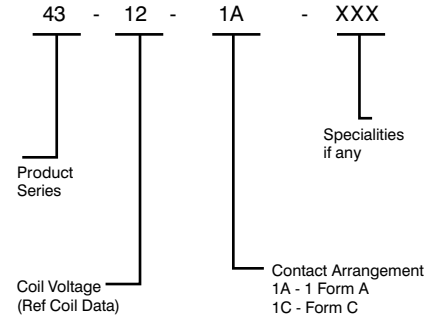 43 - 12 - 1A - XXX
Specialities
if any
Product
Series
Coil Voltage
(Ref Coil Data)
Contact Arrangement
1A - 1 Form A
1C - Form C